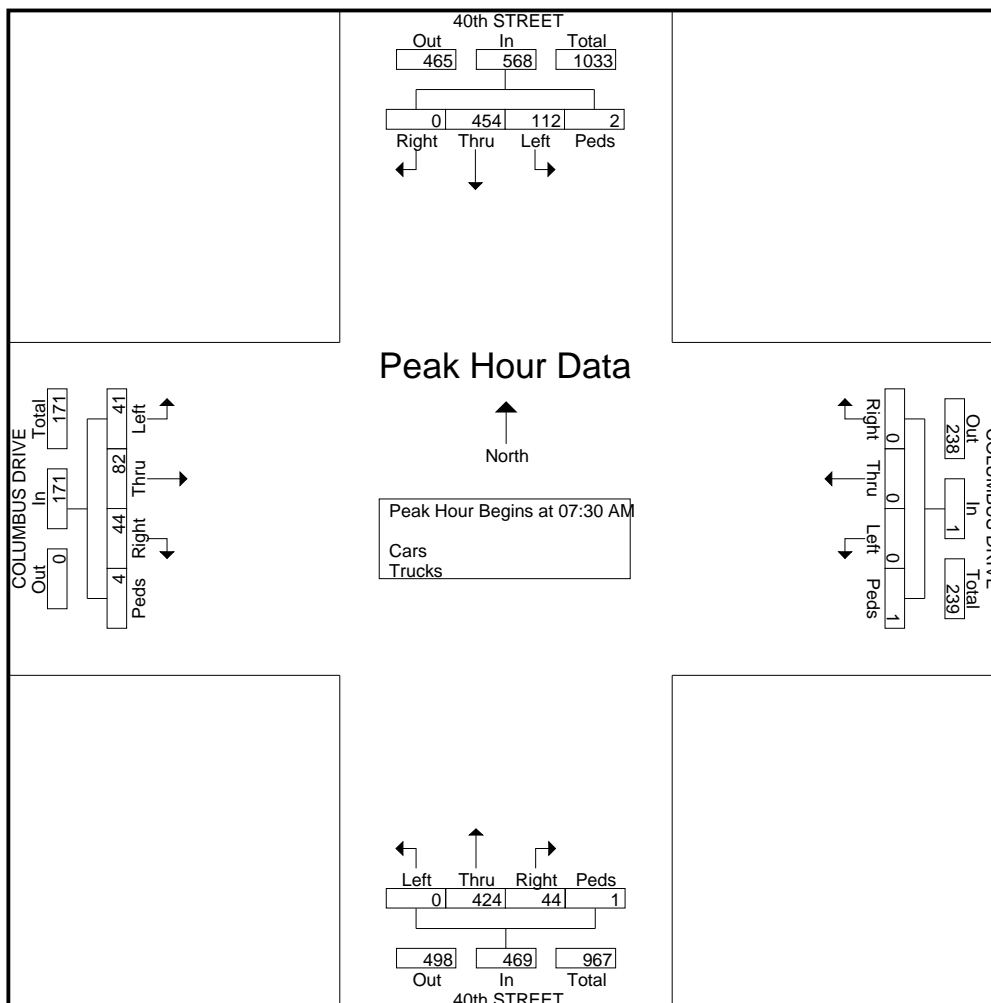 40th STREET
Out In Total
465 568 1033
0 454 112 2
Right Thru Left Peds
Peak Hour Data
North
Peak Hour Begins at 07:30 AM
Cars
Trucks
COLUMBUS DRIVE
Out In Total
0 171 171
4 44 82 41
Peds Right Thru Left
COLUMBUS DRIVE
Out In Total
238 1 239
0 0 0 1
Right Thru Left Peds
Left Thru Right Peds
0 424 44 1
498 469 967
Out In Total
40th STREET